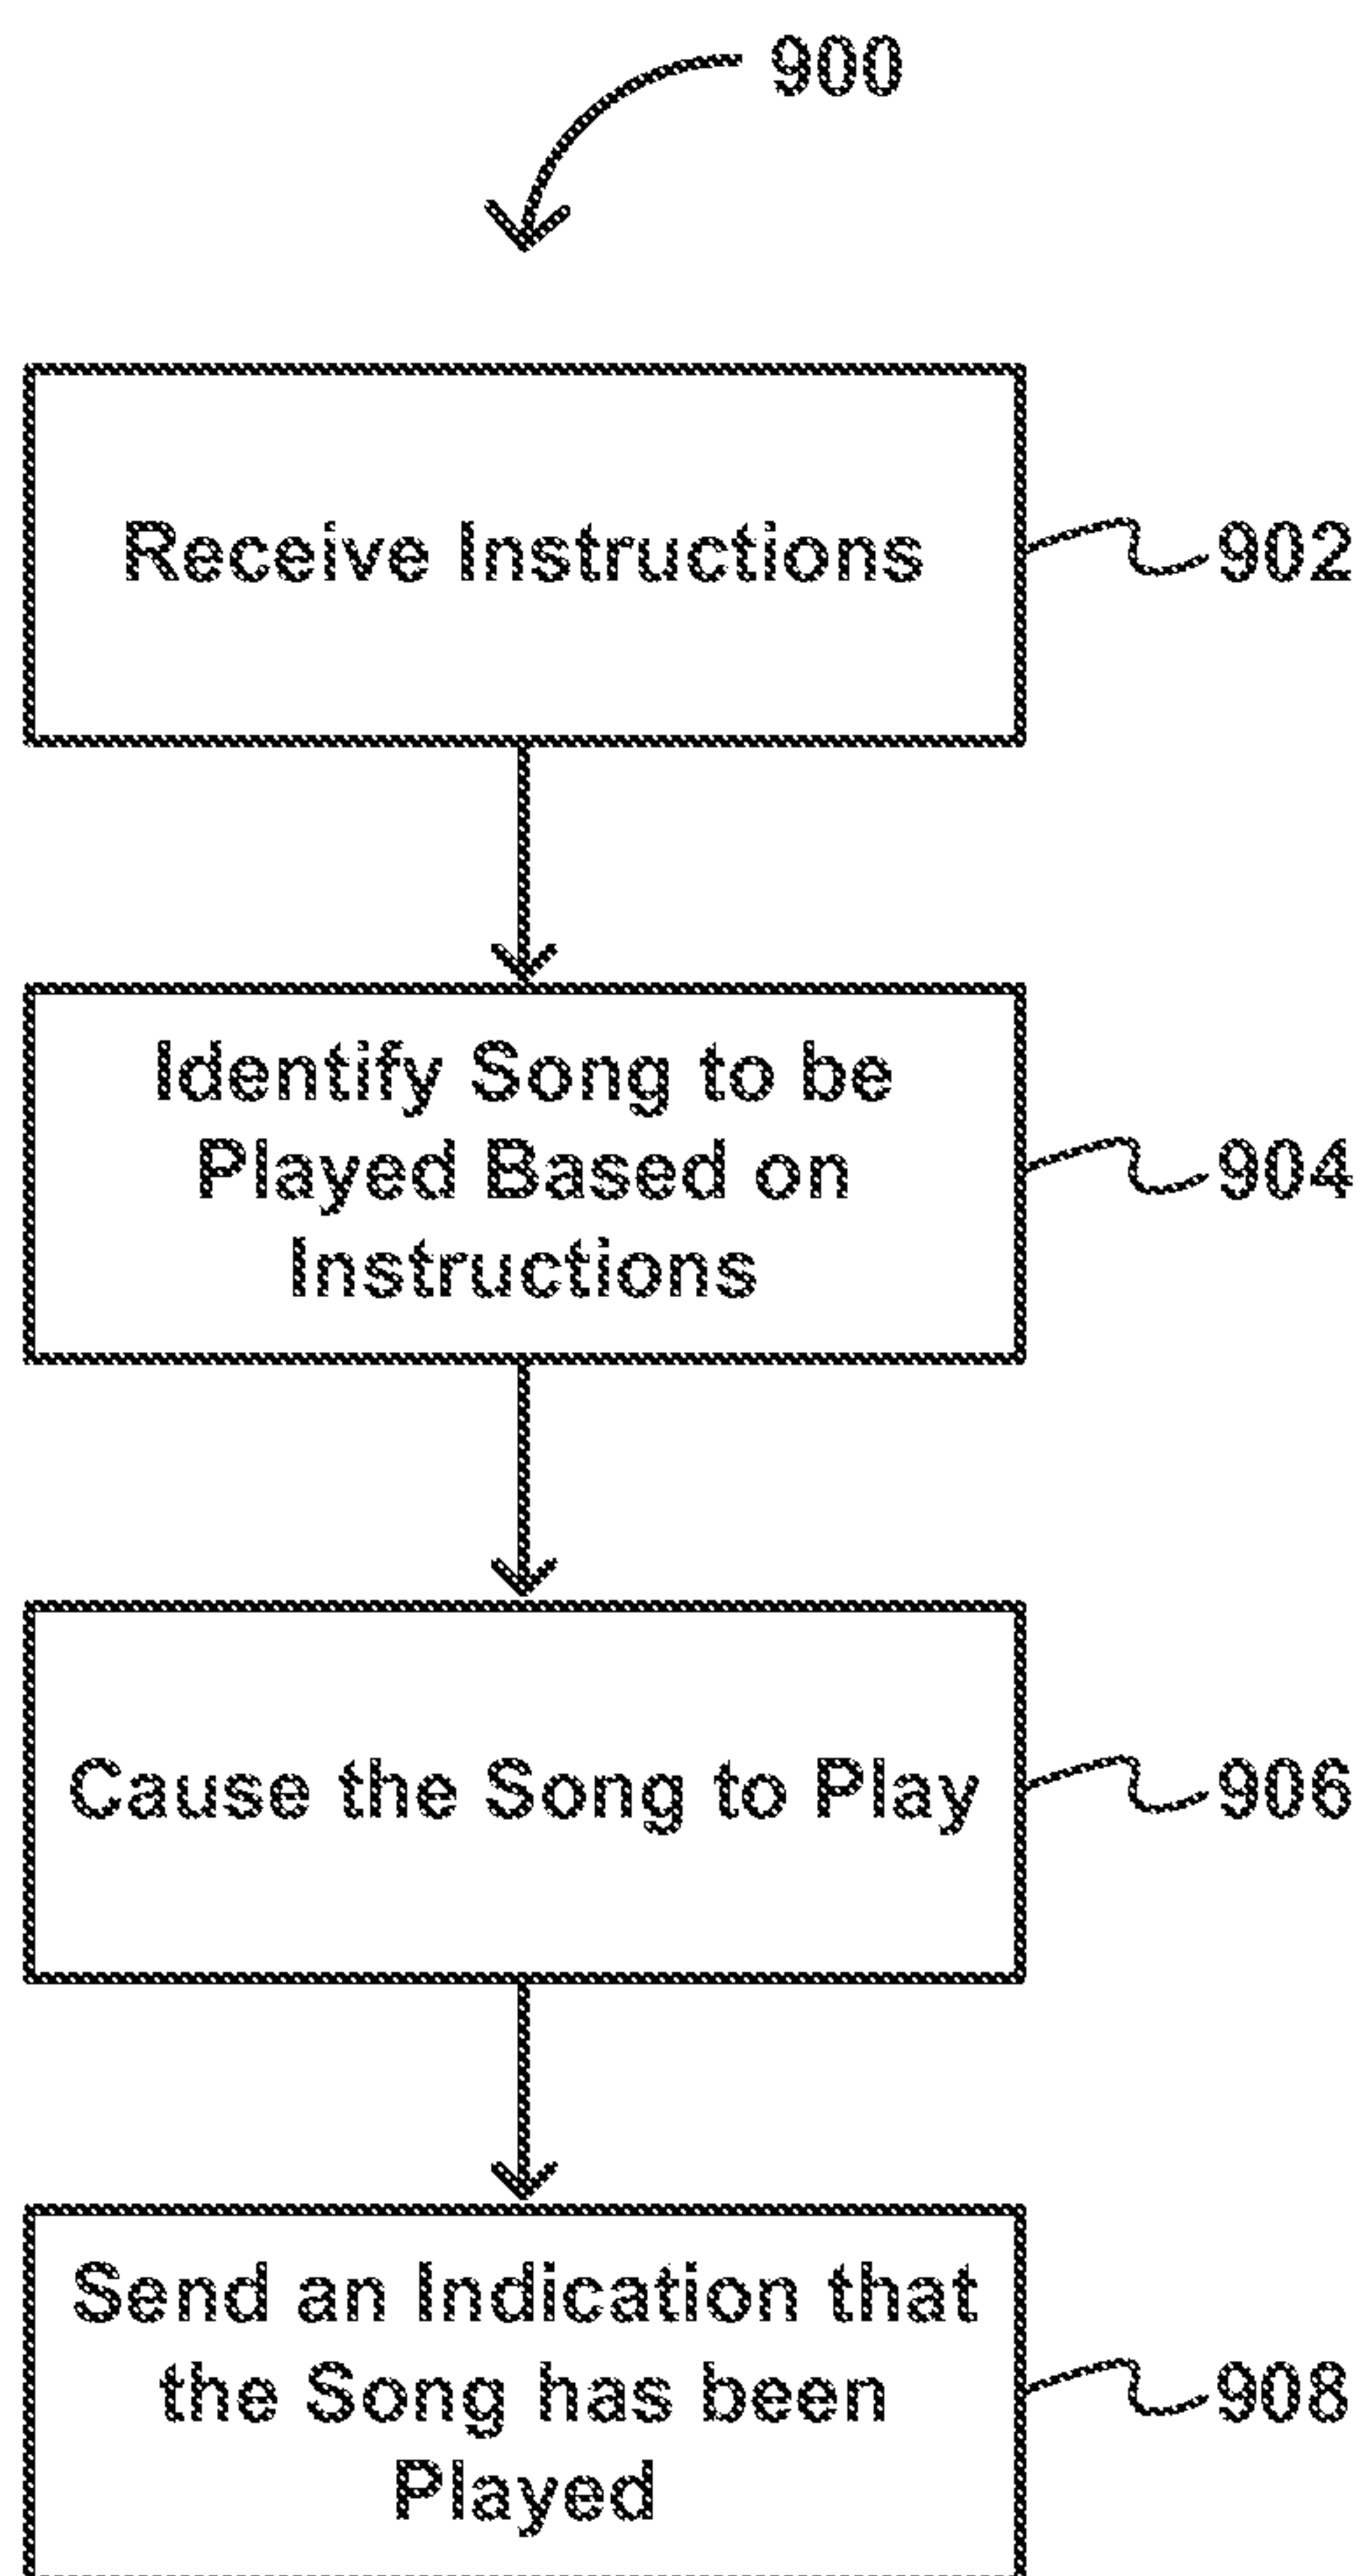 900
Receive Instructions
902
Identify Song to be
Played Based on
Instructions
904
Cause the Song to Play
906
Send an Indication that
the Song has been
Played
908